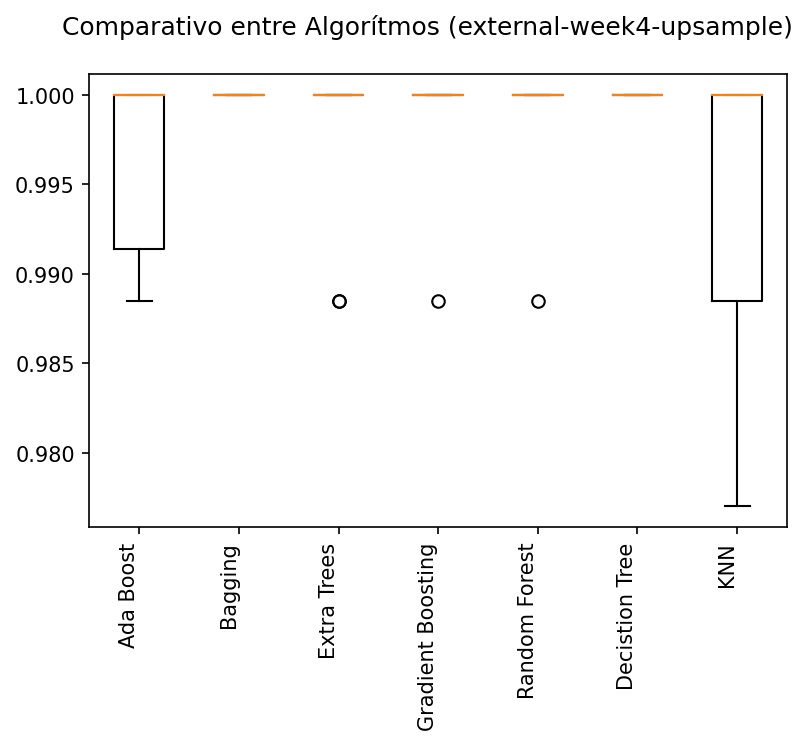 Comparativo entre Algorítmos (external-week4-upsample)
1.000
0.995
0.990
0.985
0.980
Ada Boost
Bagging
Extra Trees
Gradient Boosting
Random Forest
Decistion Tree
KNN